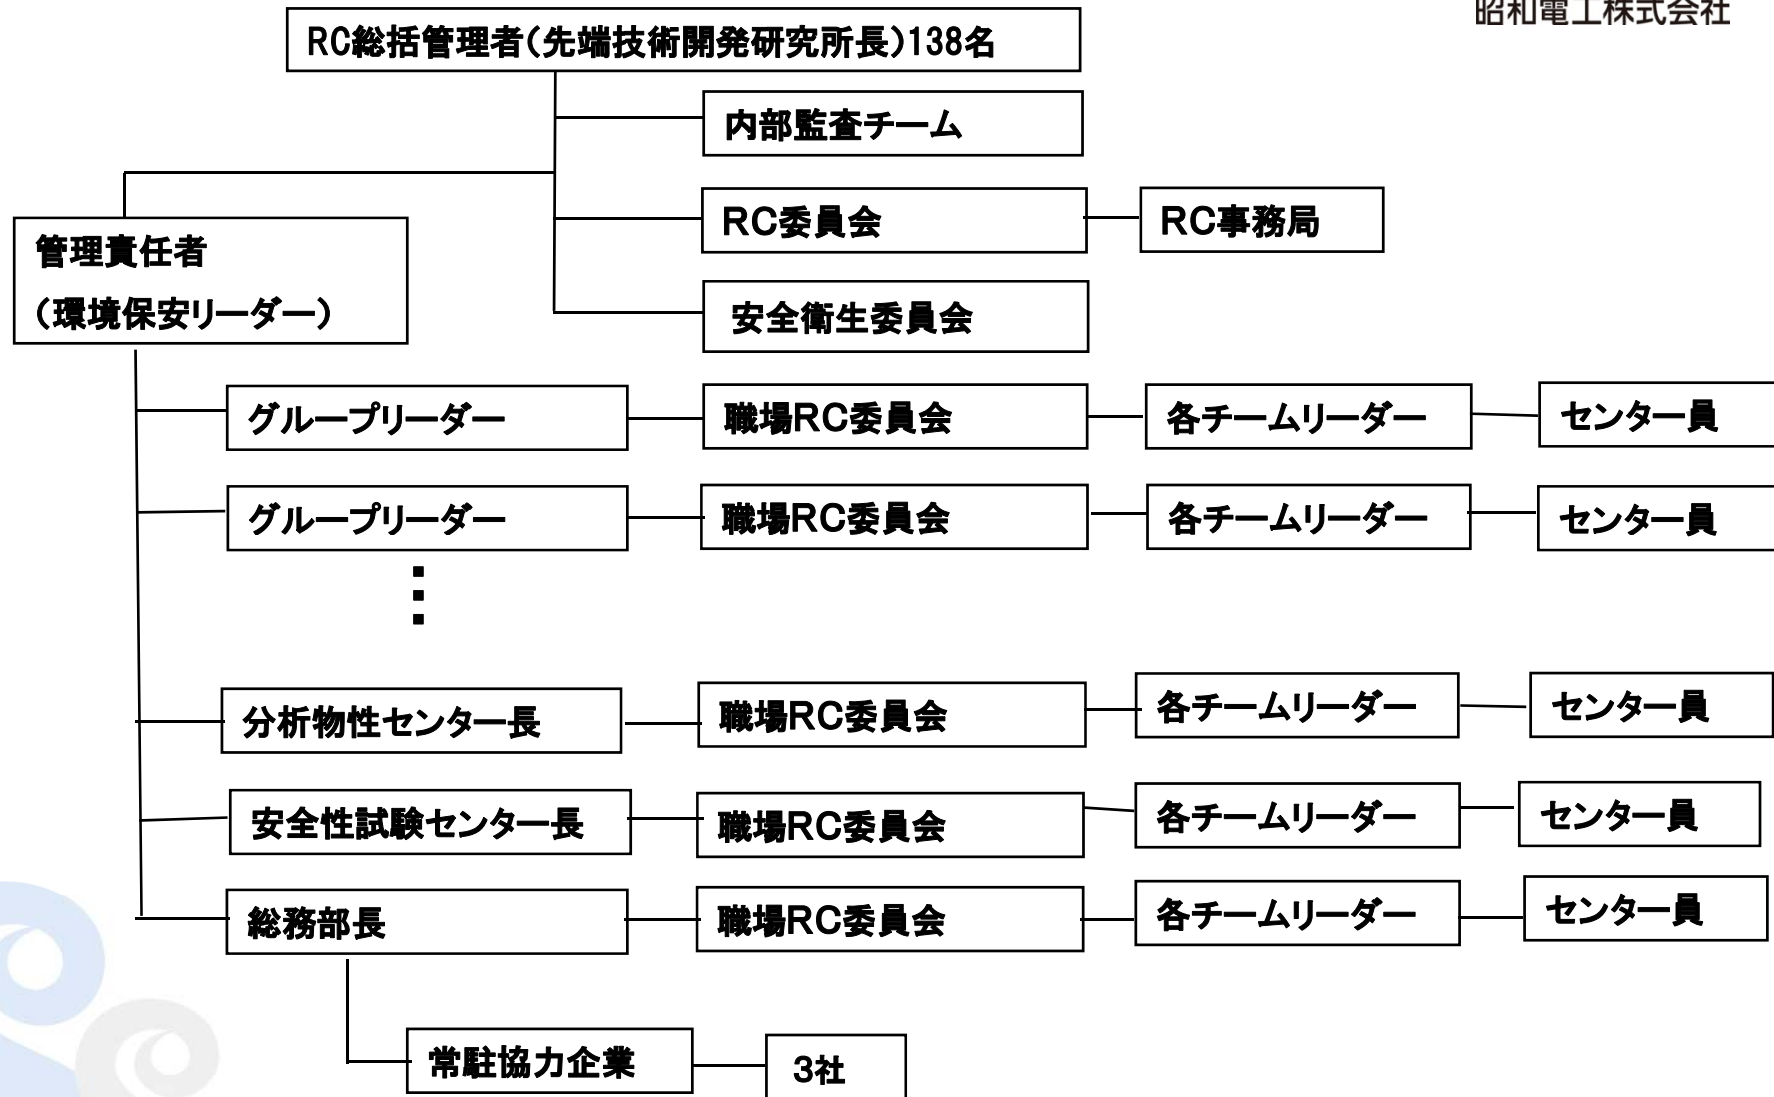 昭和電工株式会社
RC総括管理者(先端技術開発研究所長)138名
内部監査チーム
RC委員会
RC事務局
管理責任者
(環境保安リーダー)
安全衛生委員会
グループリーダー
職場RC委員会
各チームリーダー
センター員
グループリーダー
職場RC委員会
各チームリーダー
センター員
分析物性センター長
職場RC委員会
各チームリーダー
センター員
安全性試験センター長
職場RC委員会
各チームリーダー
センター員
総務部長
職場RC委員会
各チームリーダー
センター員
常駐協力企業
3社